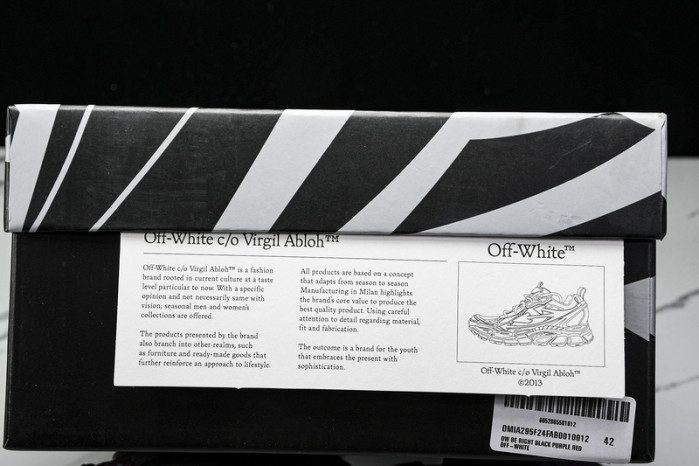 Off-White c/o Virgil Abloh™
Off-White c/o Virgil Abloh™ is a fashion
brand rooted in current culture at a taste
level particular to now. With a specific
opinion and not necessarily same with
vision; seasonal men and women's
collections are offered.
The products presented by the brand
also branch into other realms, such
as furniture and ready-made goods that
further reinforce an approach to lifestyle.
All products are based on a concept
that adapts from season to season
Manufacturing in Milan highlights
the brand's core value to produce the
best quality product. Using careful
attention to detail regarding material,
fit and fabrication.
The outcome is a brand for the youth
that embraces the present with
sophistication.
Off-White™
Off-White c/o Virgil Abloh™
©2013
OMIA295F24FAB0010012 42
OW BE RIGHT BLACK PURPLE RED
OFF-WHITE